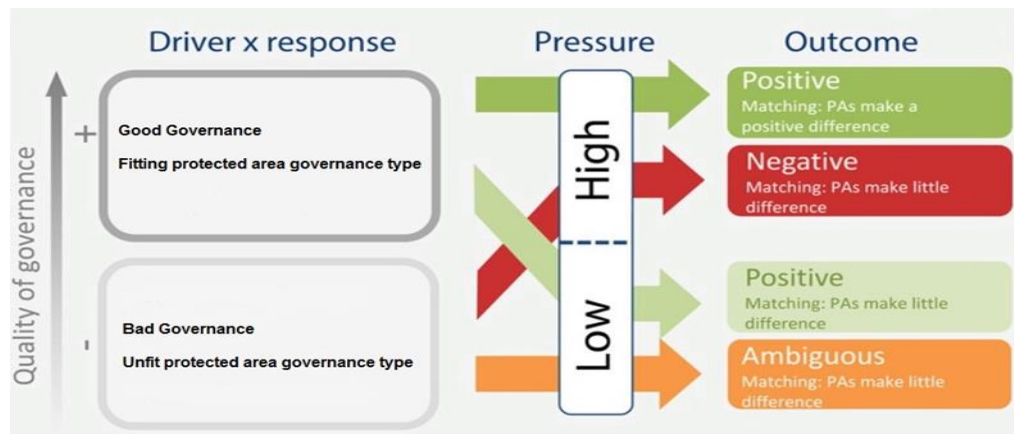 Driver x response
Pressure
Outcome
Quality of governance
+
Good Governance
Fitting protected area governance type
-
Bad Governance
Unfit protected area governance type
High
Low
Positive
Matching: PAs make a
positive difference
Negative
Matching: PAs make little
difference
Positive
Matching: PAs make little
difference
Ambiguous
Matching: PAs make little
difference